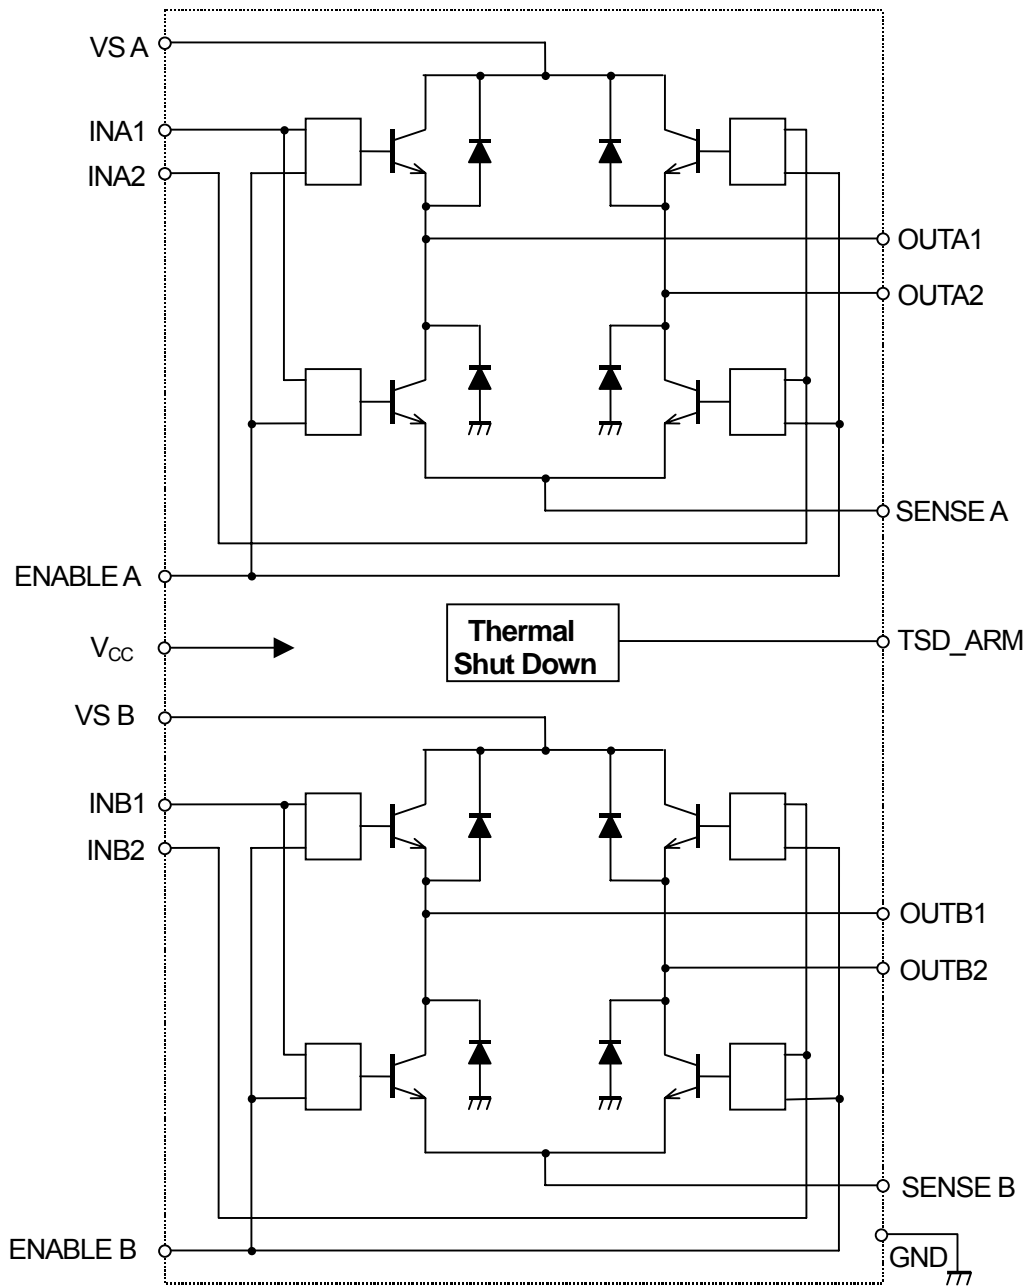 VS A
INA1
INA2
OUTA1
OUTA2
SENSE A
ENABLE A
Thermal
Shut Down
TSD_ARM
VCC
VS B
INB1
INB2
OUTB1
OUTB2
SENSE B
ENABLE B
GND